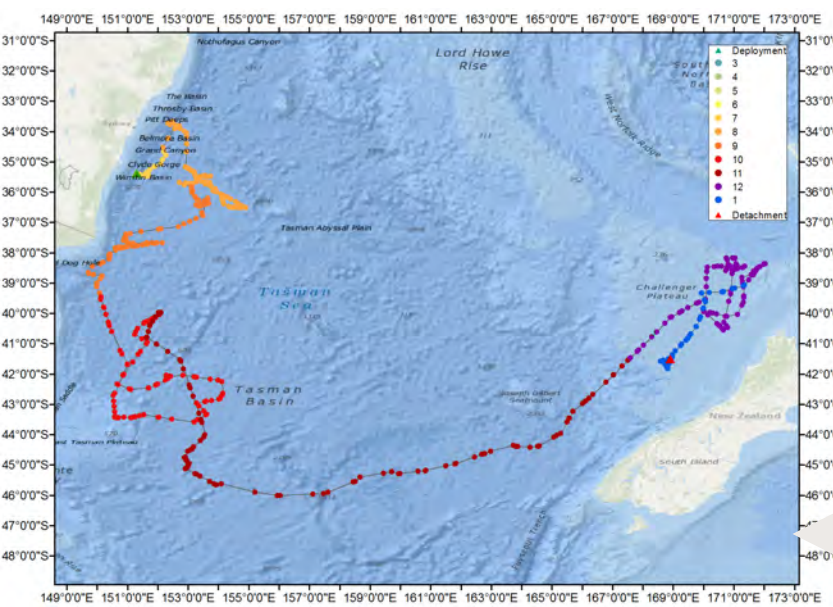 149°0'0"E 151°0'0"E 153°0'0"E 155°0'0"E 157°0'0"E 159°0'0"E 161°0'0"E 163°0'0"E 165°0'0"E 167°0'0"E 169°0'0"E 171°0'0"E 173°0'0"E
31°0'0"S
32°0'0"S
33°0'0"S
34°0'0"S
35°0'0"S
36°0'0"S
37°0'0"S
38°0'0"S
39°0'0"S
40°0'0"S
41°0'0"S
42°0'0"S
43°0'0"S
44°0'0"S
45°0'0"S
46°0'0"S
47°0'0"S
48°0'0"S
Nothofagus Canyon
Lord Howe
Rise
South
West Norfolk Ridge
The Basin
Throsby Basin
Pitt Deeps
Sydney
Belmore Basin
Grand Canyon
Clyde Gorge
Wilson Basin
Tasman Abyssal Plain
Dog Hole
Tasman
Sea
Challenger
Plateau
Tasman
Basin
Joseph Gilbert
Seamount
Tasman Plateau
New Zealand
South Island
Deployment
3
4
5
6
7
8
9
10
11
12
1
Detachment
149°0'0"E 151°0'0"E 153°0'0"E 155°0'0"E 157°0'0"E 159°0'0"E 161°0'0"E 163°0'0"E 165°0'0"E 167°0'0"E 169°0'0"E 171°0'0"E 173°0'0"E